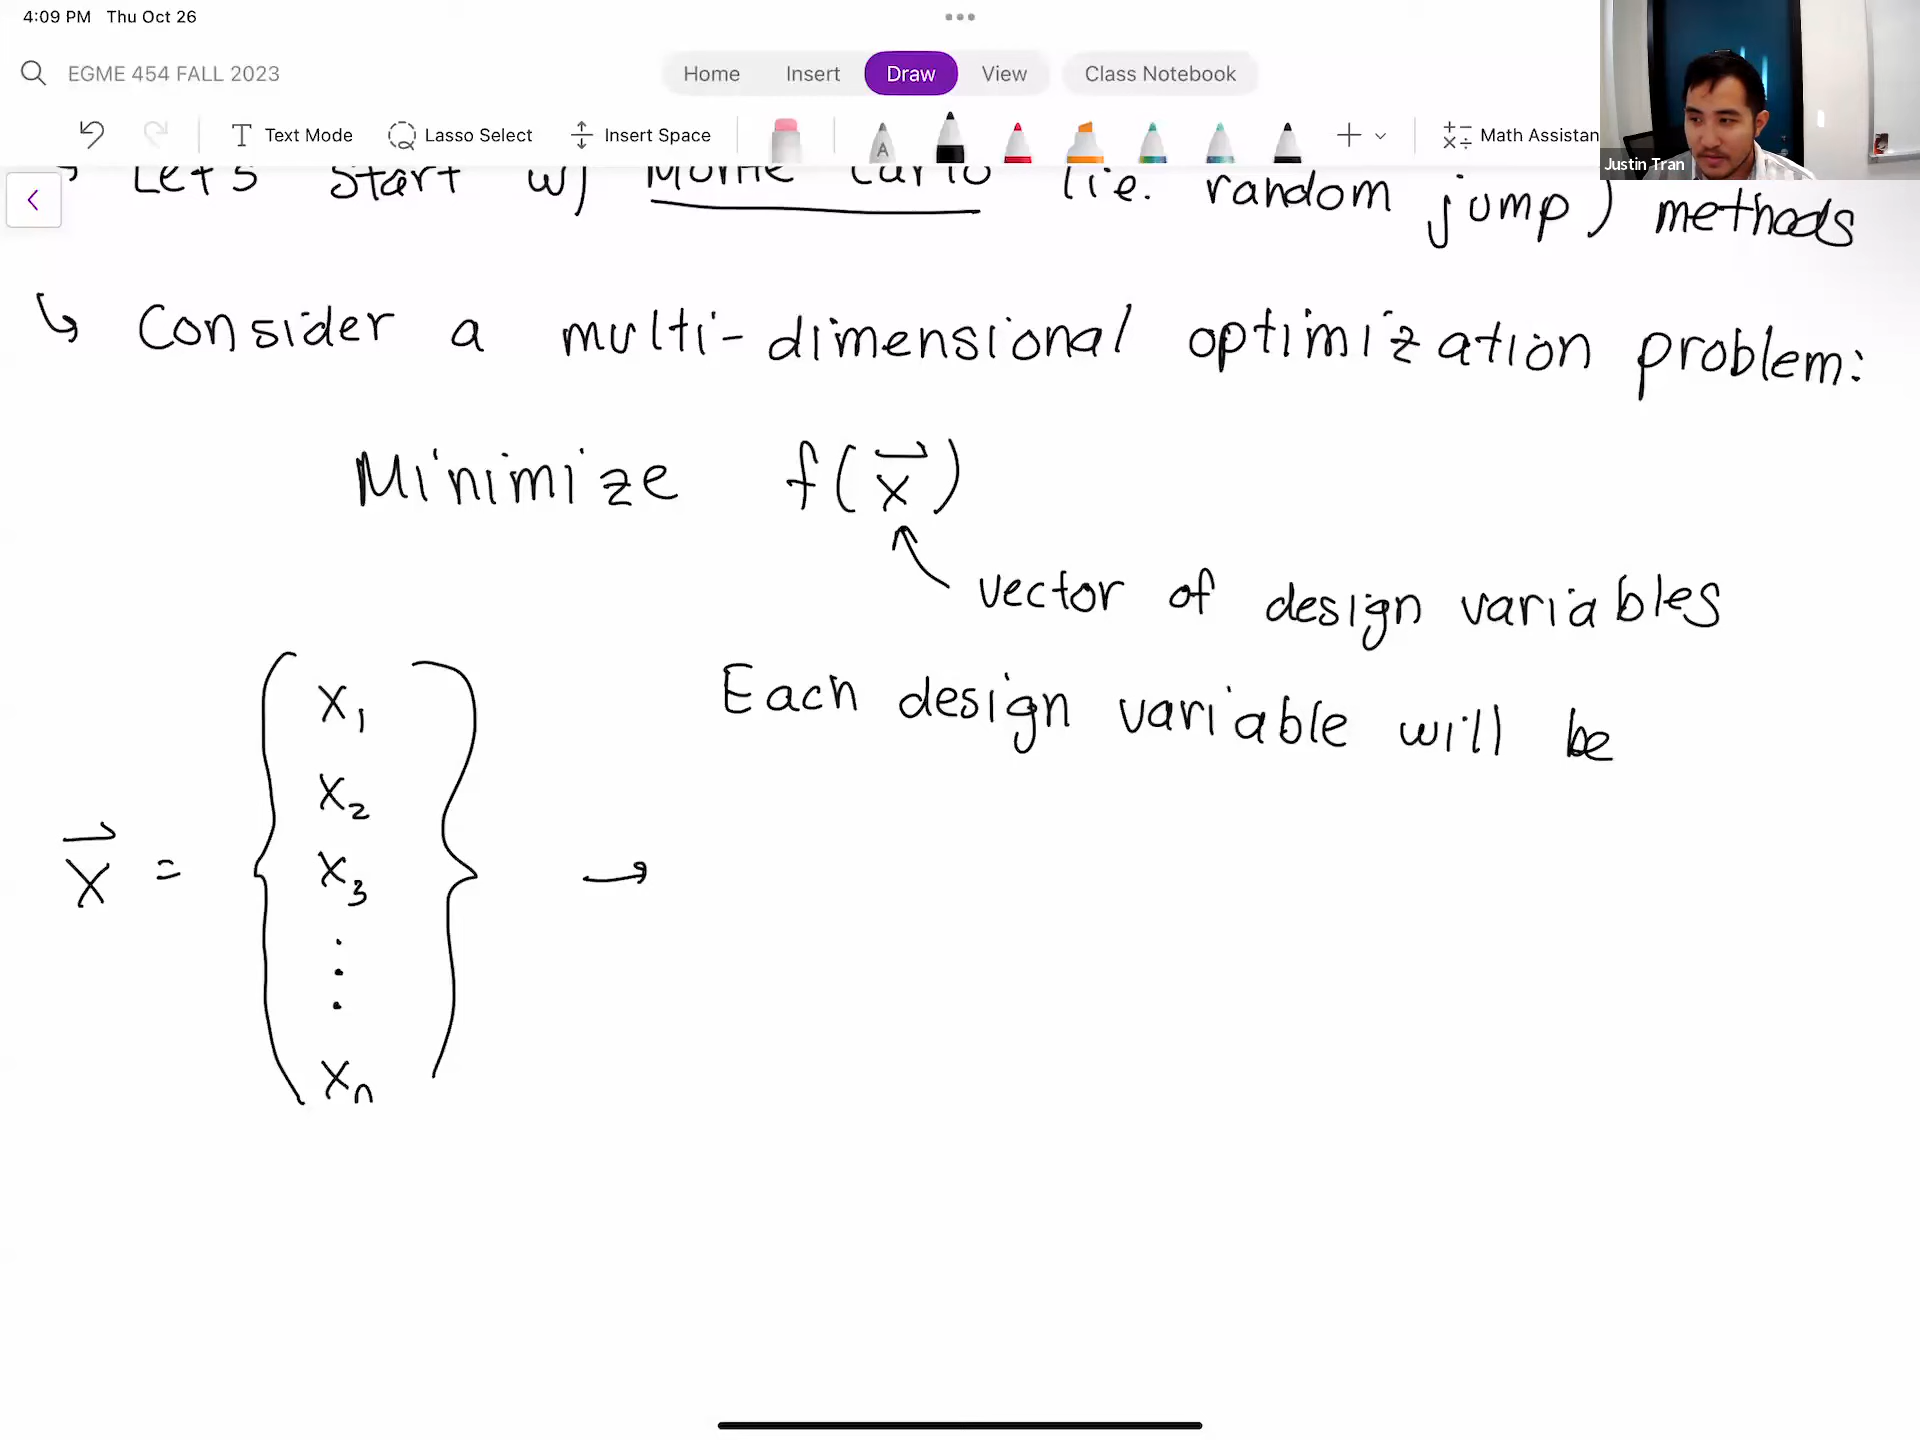 4:09 PM Thu Oct 26
EGME 454 FALL 2023
Home Insert Draw View Class Notebook
Text Mode Lasso Select Insert Space A Math Assistan
Justin Tran
↳ Let's start w/ Monte Carlo (ie. random jump) methods
↳ Consider a multi-dimensional optimization problem:
Minimize f(x⃗)
vector of design variables
Each design variable will be
x⃗ = { x₁ x₂ x₃ ⋮ xₙ } →